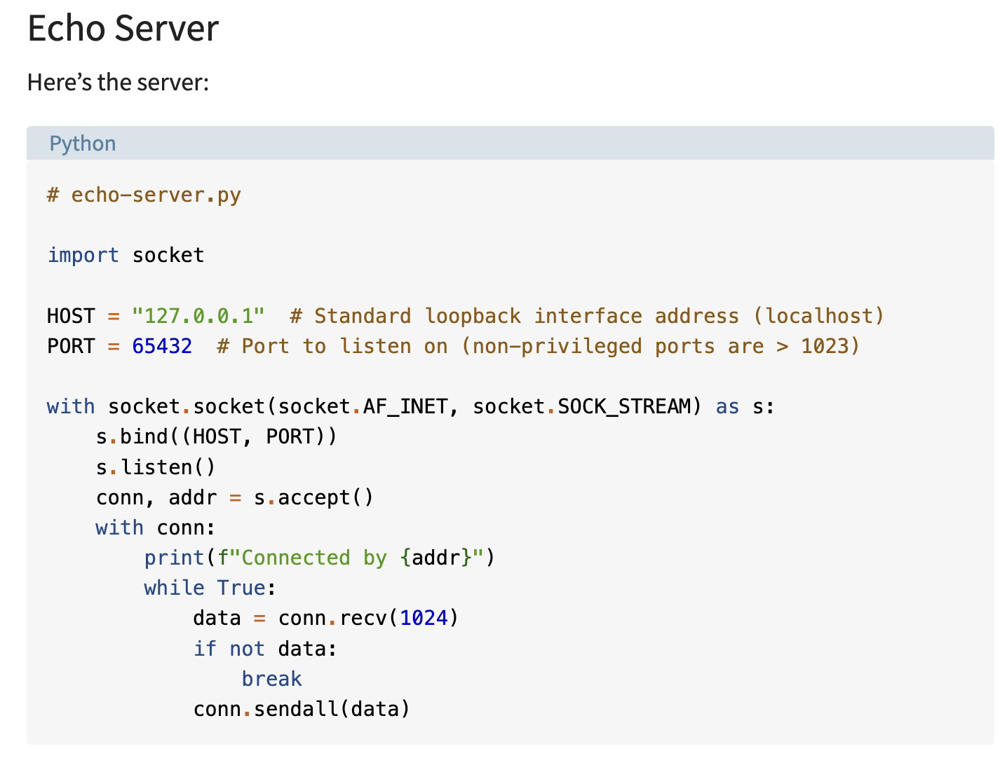 Echo Server
Here’s the server:
Python
# echo-server.py
import socket
HOST = "127.0.0.1"  # Standard loopback interface address (localhost)
PORT = 65432  # Port to listen on (non-privileged ports are > 1023)
with socket.socket(socket.AF_INET, socket.SOCK_STREAM) as s:
    s.bind((HOST, PORT))
    s.listen()
    conn, addr = s.accept()
    with conn:
        print(f"Connected by {addr}")
        while True:
            data = conn.recv(1024)
            if not data:
                break
            conn.sendall(data)